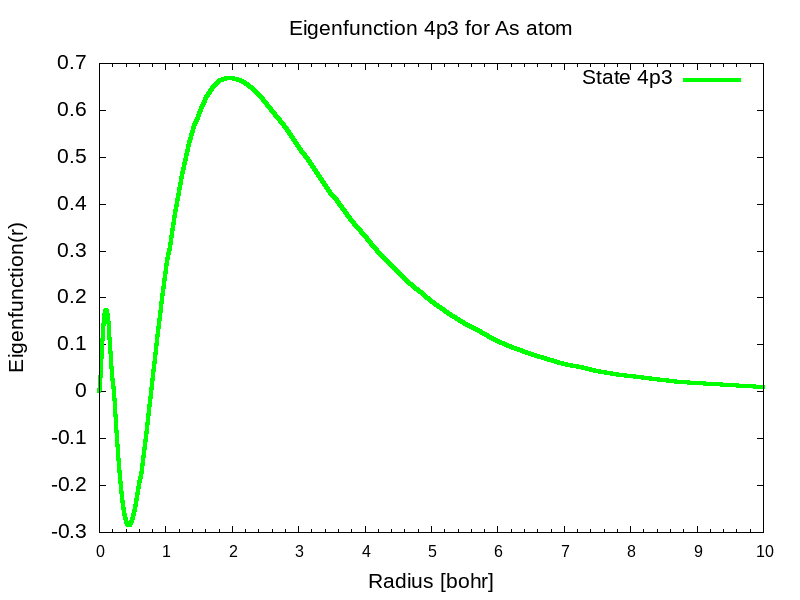 Eigenfunction 4p3 for As atom
State 4p3
0.7
0.6
0.5
0.4
0.3
0.2
0.1
0
-0.1
-0.2
-0.3
Eigenfunction(r)
0 1 2 3 4 5 6 7 8 9 10
Radius [bohr]